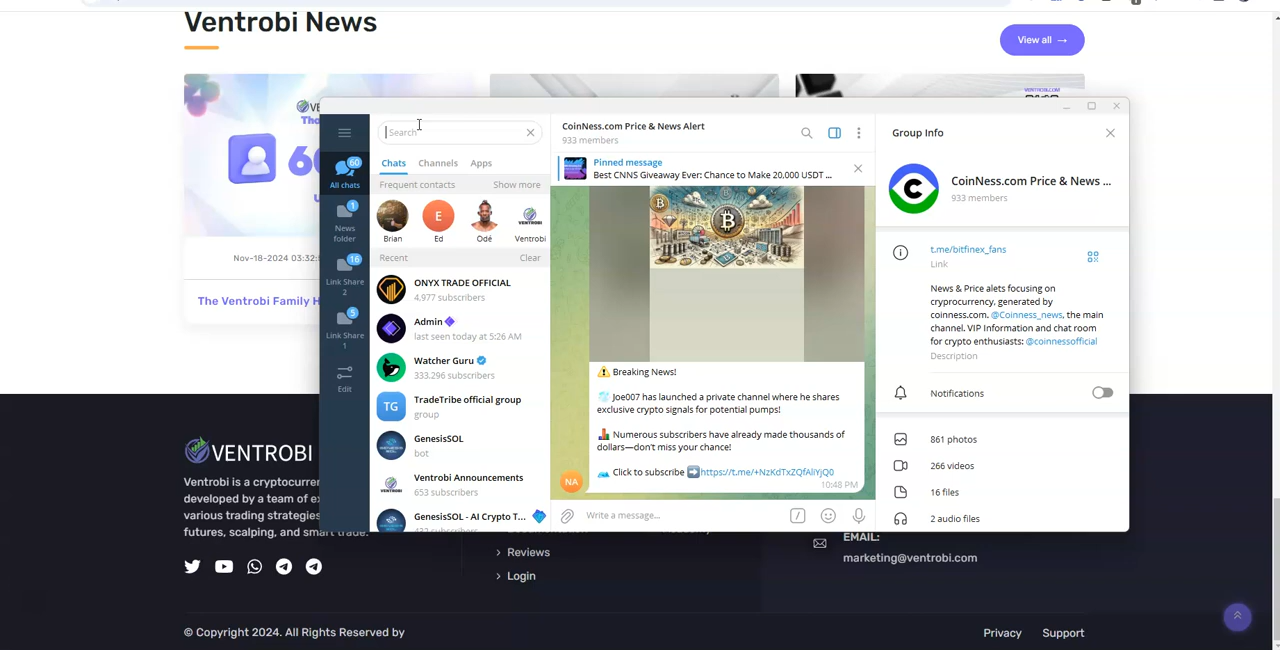 Ventrobi News
View all →
Nov-18-2024 03:32:
The Ventrobi Family H
VENTROBI
Ventrobi is a cryptocurren
developed by a team of ex
various trading strategies
futures, scalping, and smart trade.
Reviews
Login
EMAIL:
marketing@ventrobi.com
© Copyright 2024. All Rights Reserved by
Privacy
Support
60
All chats
1
News
folder
16
Link Share
2
5
Link Share
1
Edit
Search
Chats
Channels
Apps
Frequent contacts
Show more
E
Brian
Ed
Odé
Ventrobi
Recent
Clear
ONYX TRADE OFFICIAL
4,977 subscribers
Admin
last seen today at 5:26 AM
Watcher Guru
333,296 subscribers
TG
TradeTribe official group
group
GenesisSOL
bot
Ventrobi Announcements
653 subscribers
GenesisSOL - AI Crypto T...
CoinNess.com Price & News Alert
933 members
Pinned message
Best CNNS Giveaway Ever: Chance to Make 20,000 USDT ...
⚠️ Breaking News!
Joe007 has launched a private channel where he shares
exclusive crypto signals for potential pumps!
Numerous subscribers have already made thousands of
dollars—don't miss your chance!
Click to subscribe ➡️https://t.me/+NzKdTxZQfAliYjQ0
10:48 PM
NA
Write a message...
Group Info
CoinNess.com Price & News ...
933 members
t.me/bitfinex_fans
Link
News & Price alets focusing on
cryprocurrency, generated by
coinness.com. @Coinness_news, the main
channel. VIP Information and chat room
for crypto enthusiasts: @coinnessofficial
Description
Notifications
861 photos
266 videos
16 files
2 audio files